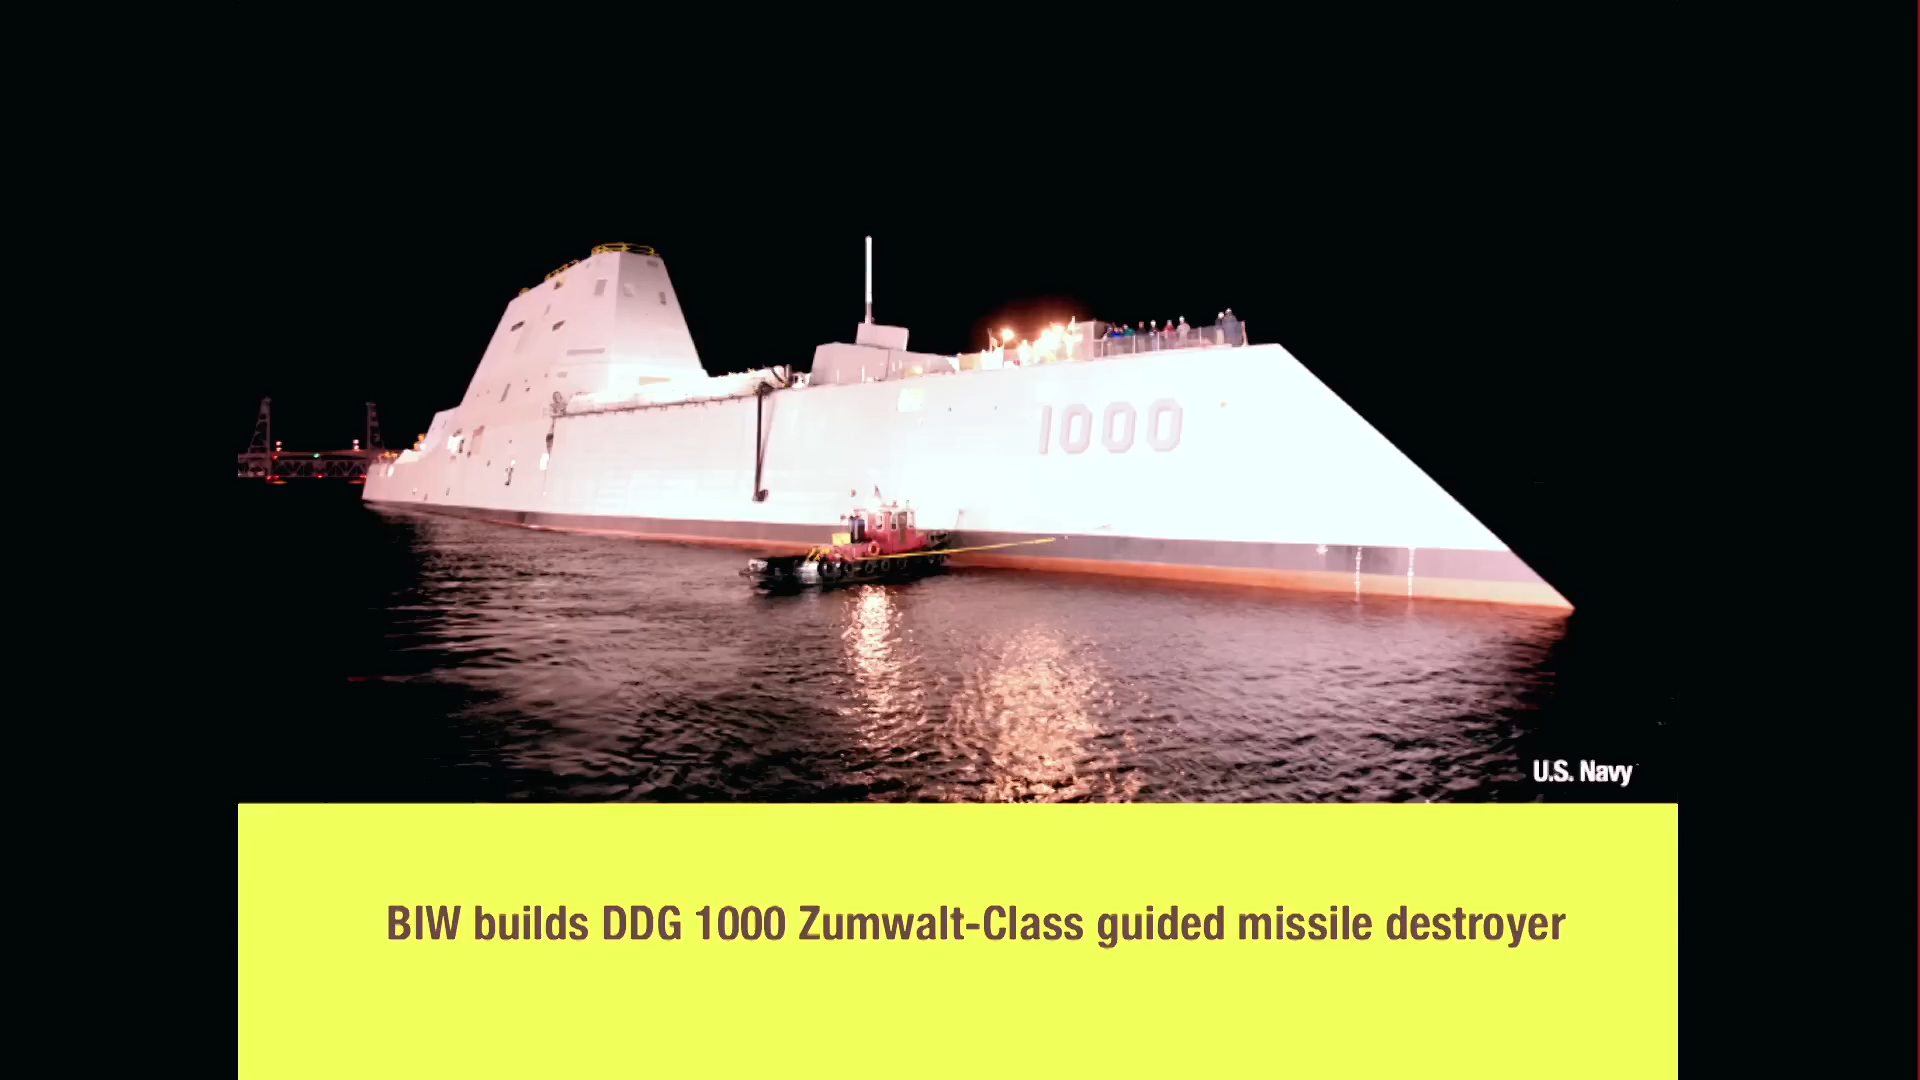 1000
U.S. Navy
BIW builds DDG 1000 Zumwalt-Class guided missile destroyer